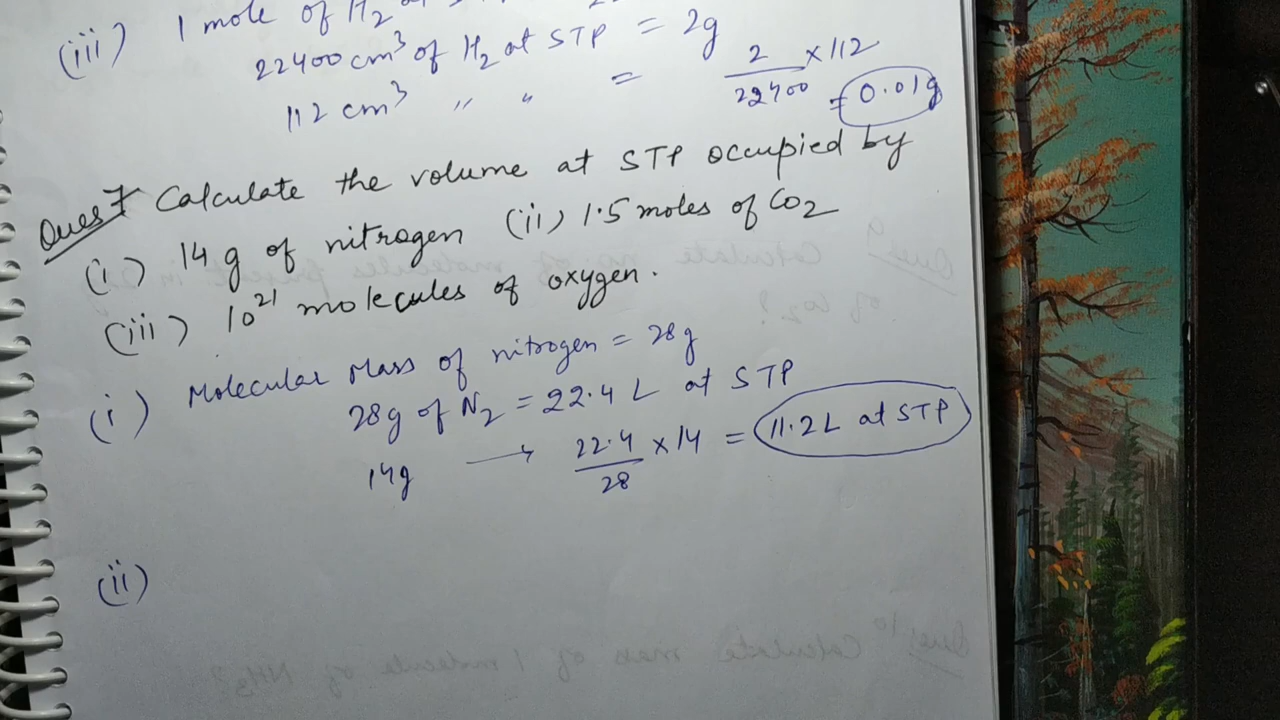 (iii) 1 mole of H2 at
22400 cm³ of H2 at STP = 2g
112 cm³ " " = 2/22400 × 112
= 0.01g
Ques 7 Calculate the volume at STP occupied by
(i) 14 g of nitrogen (ii) 1.5 moles of CO2
(iii) 10²¹ molecules of oxygen.
(i) Molecular Mass of nitrogen = 28g
28g of N2 = 22.4 L at STP
14g → 22.4/28 × 14 = 11.2L at STP
(ii)